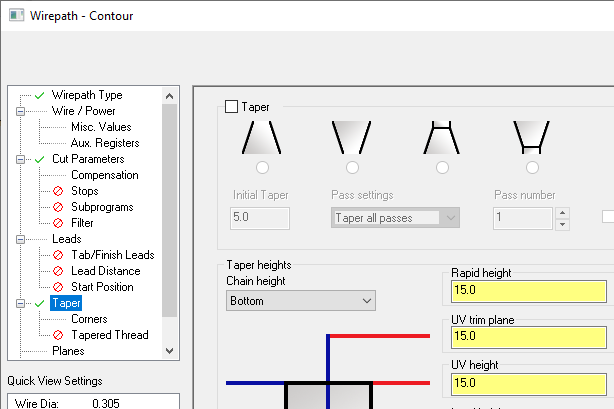 Wirepath - Contour
Wirepath Type
Wire / Power
Misc. Values
Aux. Registers
Cut Parameters
Compensation
Stops
Subprograms
Filter
Leads
Tab/Finish Leads
Lead Distance
Start Position
Taper
Corners
Tapered Thread
Planes
Quick View Settings
Wire Dia: 0.305
Taper
Initial Taper Pass settings Pass number
5.0 Taper all passes 1
Taper heights
Chain height
Bottom
Rapid height
15.0
UV trim plane
15.0
UV height
15.0